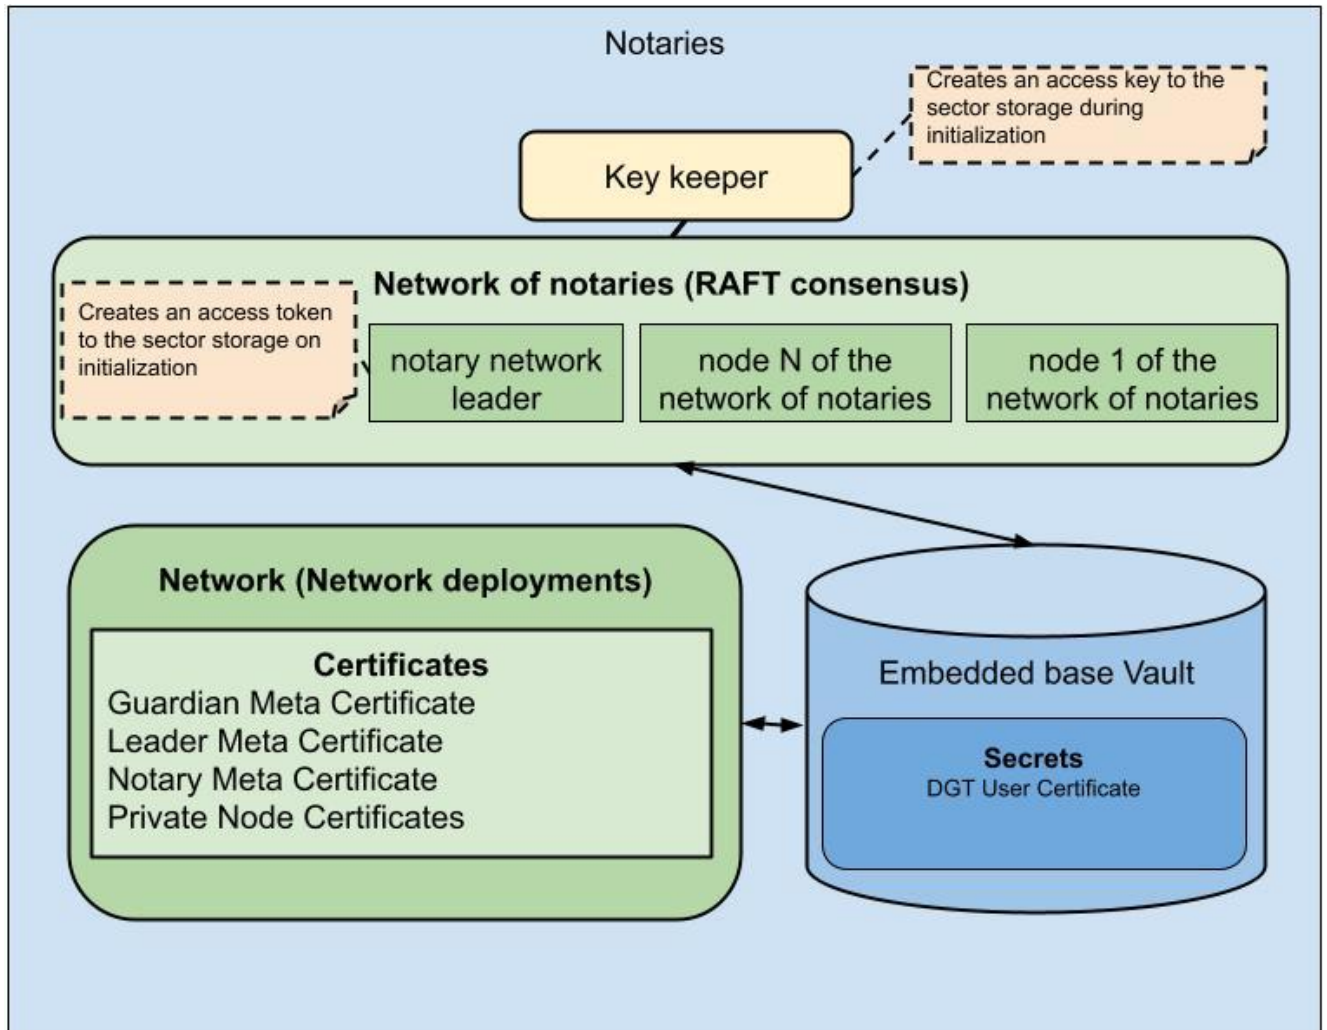 Notaries
Creates an access key to the
sector storage during
initialization
Key keeper
Network of notaries (RAFT consensus)
Creates an access token
to the sector storage on
initialization
notary network
leader
node N of the
network of notaries
node 1 of the
network of notaries
Network (Network deployments)
Certificates
Guardian Meta Certificate
Leader Meta Certificate
Notary Meta Certificate
Private Node Certificates
Embedded base Vault
Secrets
DGT User Certificate